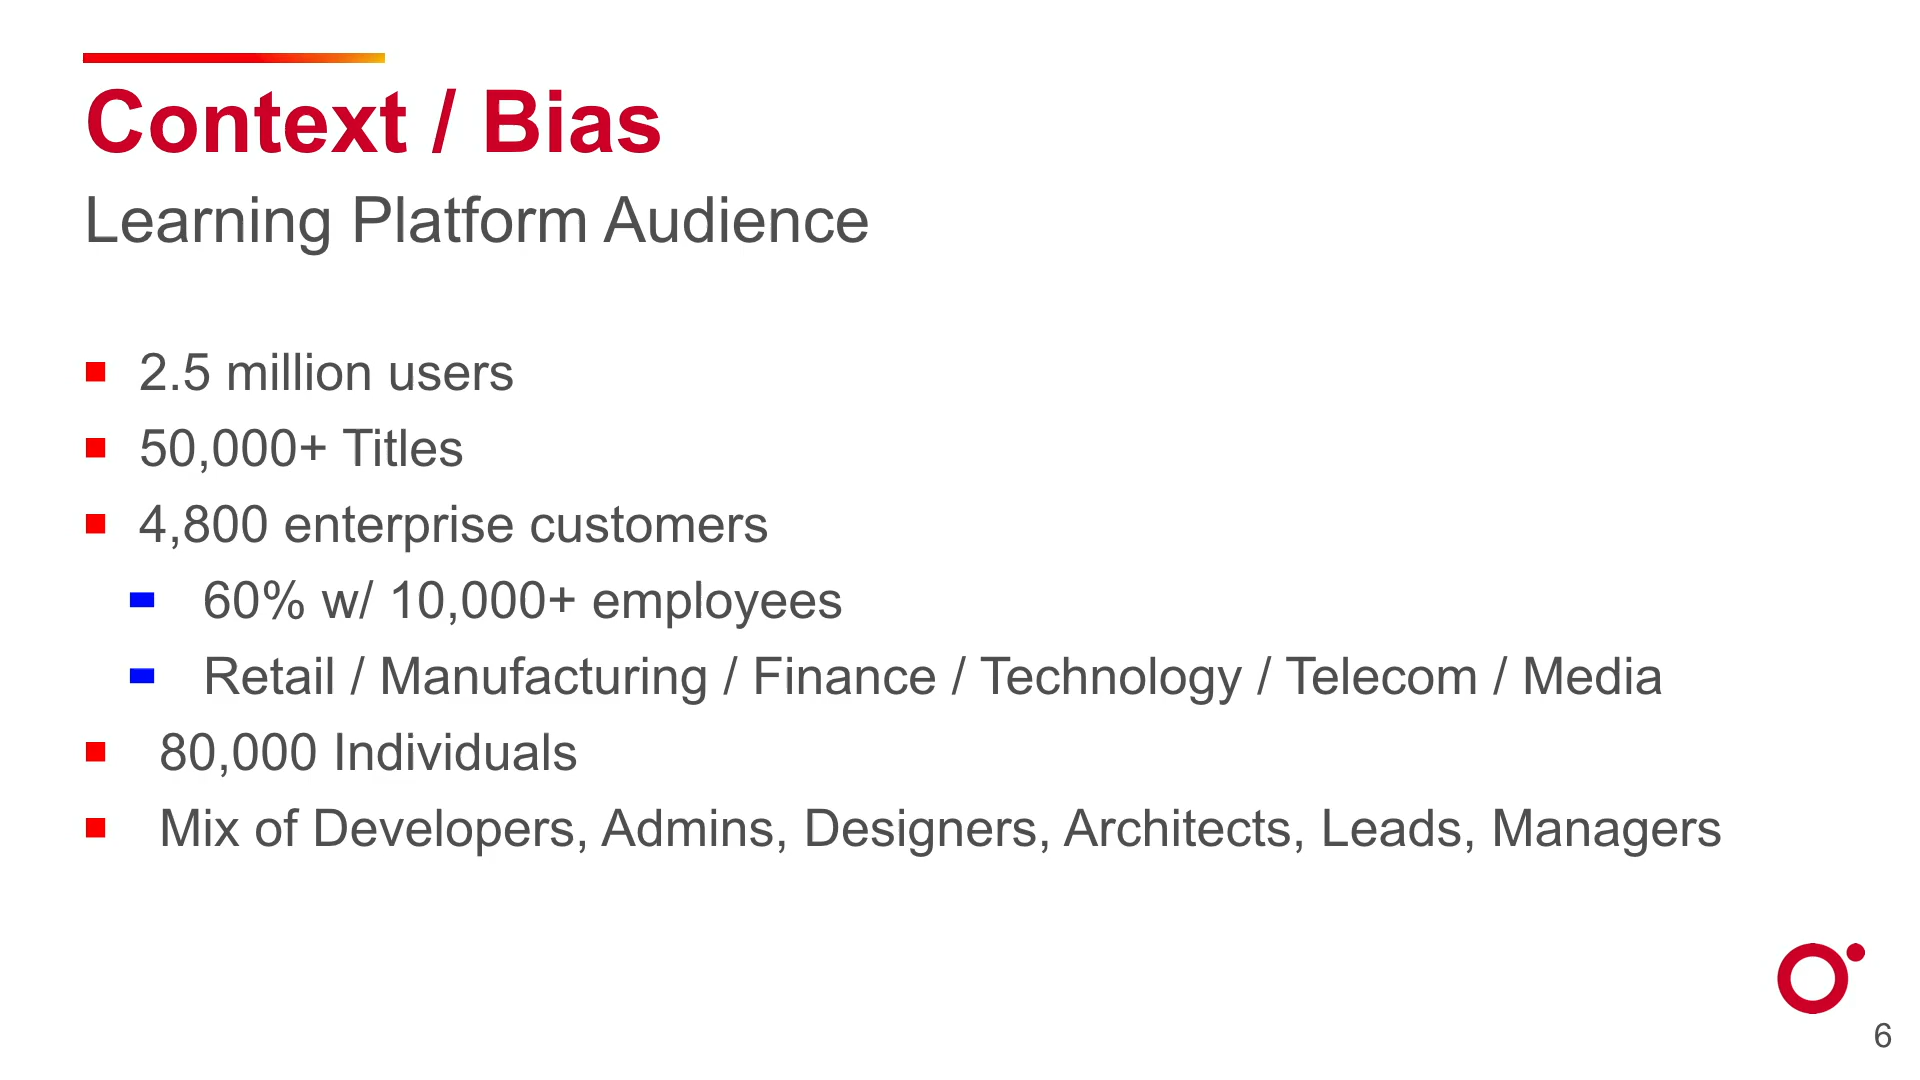 Context / Bias
Learning Platform Audience
2.5 million users
50,000+ Titles
4,800 enterprise customers
60% w/ 10,000+ employees
Retail / Manufacturing / Finance / Technology / Telecom / Media
80,000 Individuals
Mix of Developers, Admins, Designers, Architects, Leads, Managers
6